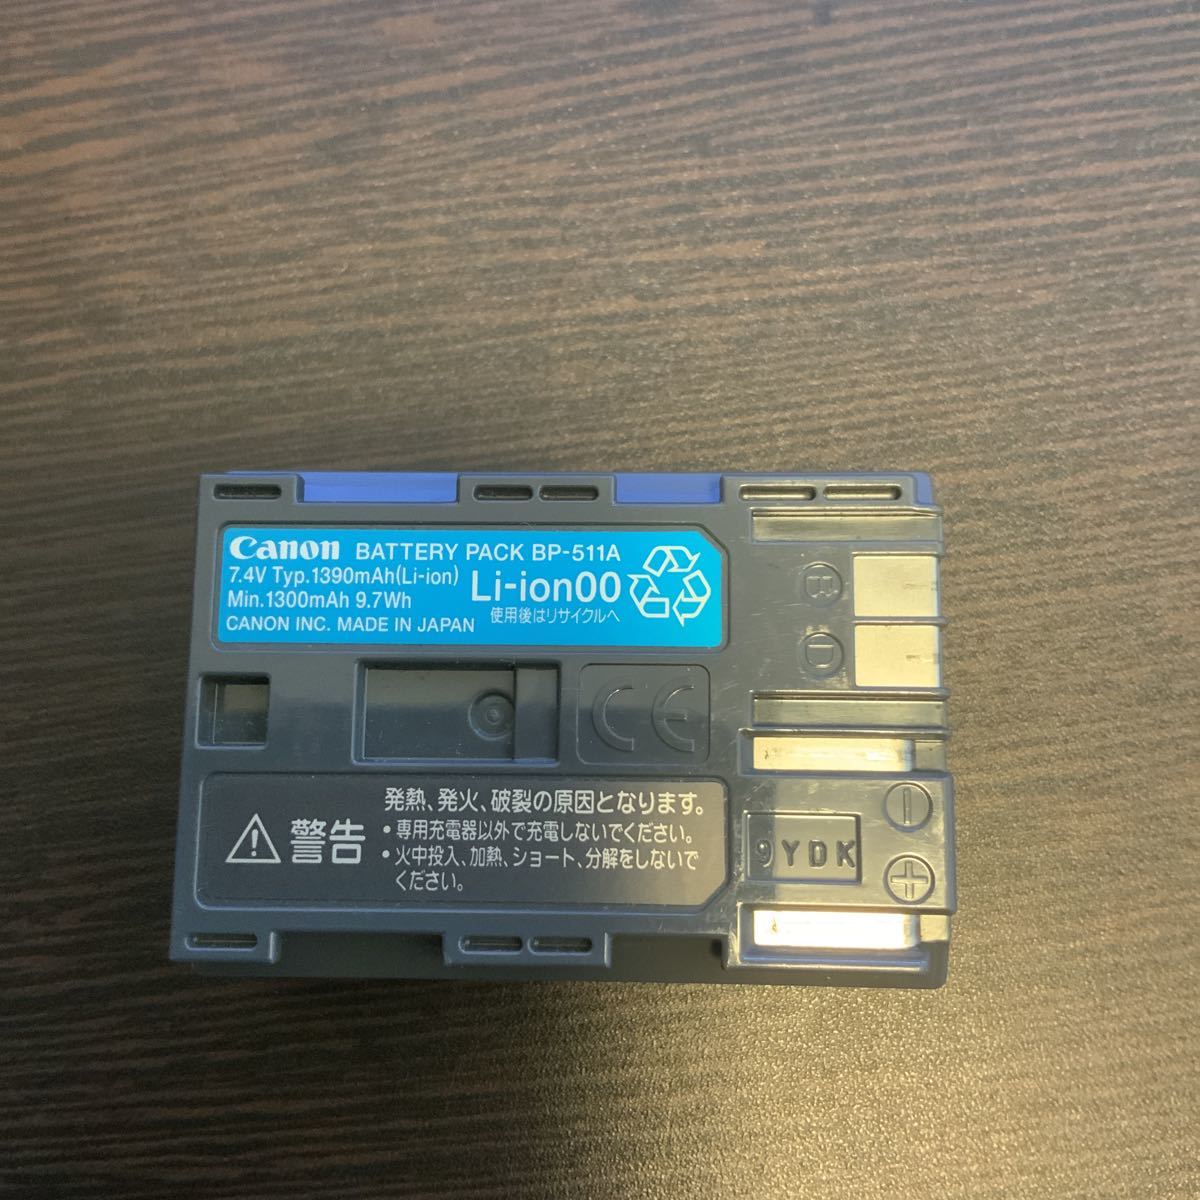 Canon BATTERY PACK BP-511A
7.4V Typ.1390mAh(Li-ion)
Min.1300mAh 9.7Wh
Li-ion00
CANON INC. MADE IN JAPAN
使用後はリサイクルへ
B
D
CE
警告
発熱、発火、破裂の原因となります。
•専用充電器以外で充電しないでください。
•火中投入、加熱、ショート、分解をしないで
ください。
9YDK
−
+